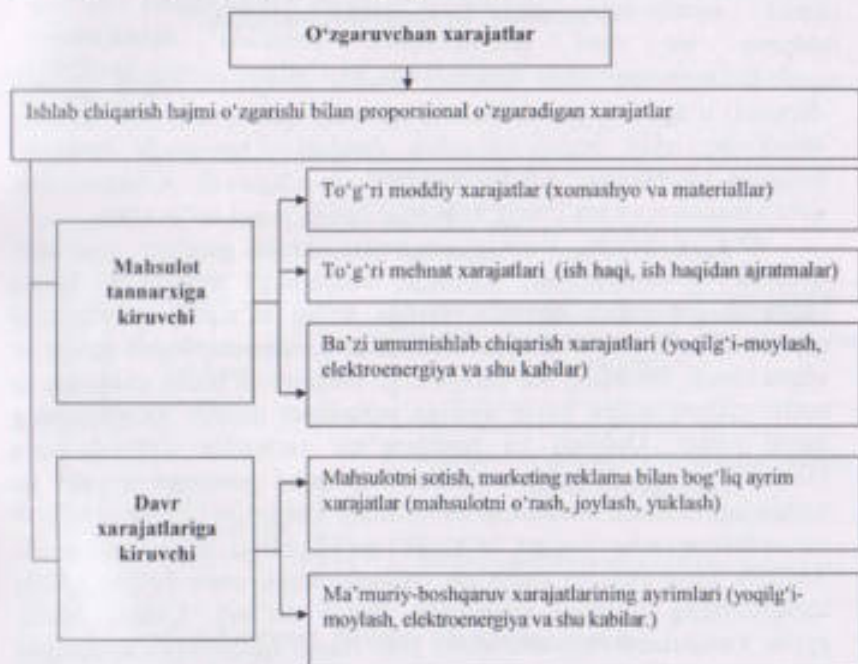 O‘zgaruvchan xarajatlar
Ishlab chiqarish hajmi o‘zgarishi bilan proporsional o‘zgaradigan xarajatlar
Mahsulot
tannarxiga
kiruvchi
To‘g‘ri moddiy xarajatlar (xomashyo va materiallar)
To‘g‘ri mehnat xarajatlari (ish haqi, ish haqidan ajratmalar)
Ba’zi umumishlab chiqarish xarajatlari (yoqilg‘i-moylash,
elektroenergiya va shu kabilar)
Davr
xarajatlariga
kiruvchi
Mahsulotni sotish, marketing reklama bilan bog‘liq ayrim
xarajatlar (mahsulotni o‘rash, joylash, yuklash)
Ma’muriy-boshqaruv xarajatlarining ayrimlari (yoqilg‘i-
moylash, elektroenergiya va shu kabilar.)